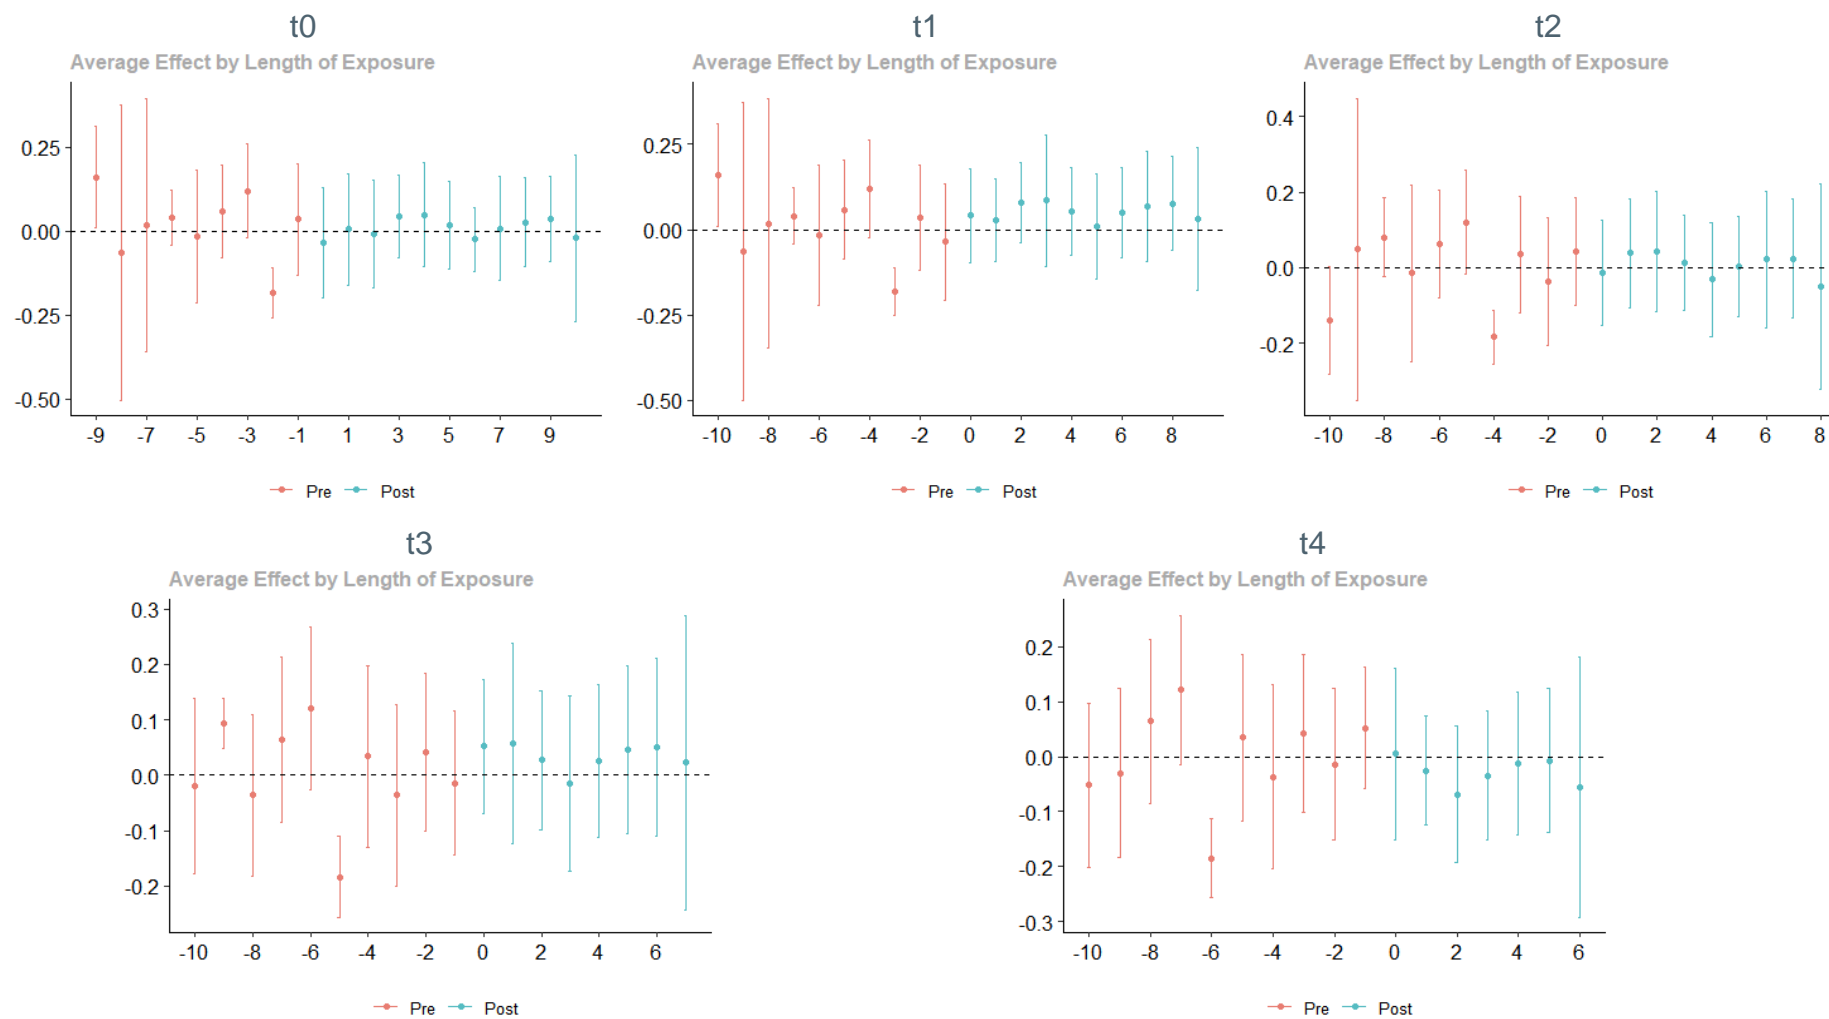 t0
Average Effect by Length of Exposure
0.25
0.00
-0.25
-0.50
-9 -7 -5 -3 -1 1 3 5 7 9
Pre Post
t1
Average Effect by Length of Exposure
0.25
0.00
-0.25
-0.50
-10 -8 -6 -4 -2 0 2 4 6 8
Pre Post
t2
Average Effect by Length of Exposure
0.4
0.2
0.0
-0.2
-10 -8 -6 -4 -2 0 2 4 6 8
Pre Post
t3
Average Effect by Length of Exposure
0.3
0.2
0.1
0.0
-0.1
-0.2
-10 -8 -6 -4 -2 0 2 4 6
Pre Post
t4
Average Effect by Length of Exposure
0.2
0.1
0.0
-0.1
-0.2
-0.3
-10 -8 -6 -4 -2 0 2 4 6
Pre Post